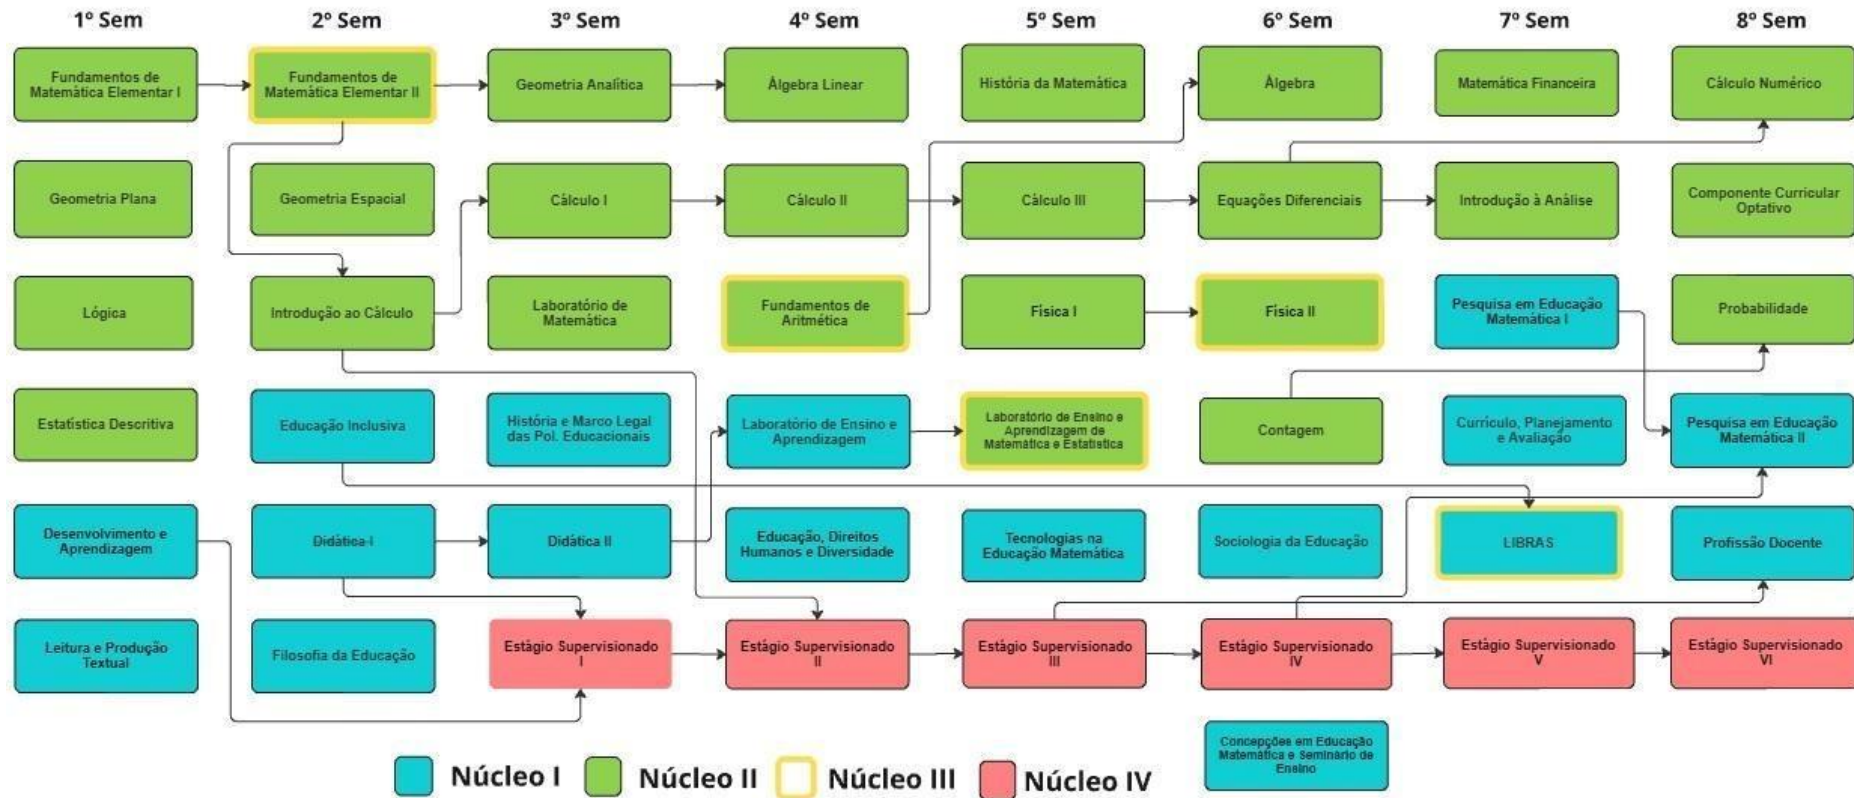 1º Sem
2º Sem
3º Sem
4º Sem
5º Sem
6º Sem
7º Sem
8º Sem
Fundamentos de
Matemática Elementar I
Fundamentos de
Matemática Elementar II
Geometria Analítica
Álgebra Linear
História da Matemática
Álgebra
Matemática Financeira
Cálculo Numérico
Geometria Plana
Geometria Espacial
Cálculo I
Cálculo II
Cálculo III
Equações Diferenciais
Introdução à Análise
Componente Curricular
Optativo
Lógica
Introdução ao Cálculo
Laboratório de
Matemática
Fundamentos de
Aritmética
Física I
Física II
Pesquisa em Educação
Matemática I
Probabilidade
Estatística Descritiva
Educação Inclusiva
História e Marco Legal
das Pol. Educacionais
Laboratório de Ensino e
Aprendizagem
Laboratório de Ensino e
Aprendizagem de
Matemática e Estatística
Contagem
Currículo, Planejamento
e Avaliação
Pesquisa em Educação
Matemática II
Desenvolvimento e
Aprendizagem
Didática I
Didática II
Educação, Direitos
Humanos e Diversidade
Tecnologias na
Educação Matemática
Sociologia da Educação
LIBRAS
Profissão Docente
Leitura e Produção
Textual
Filosofia da Educação
Estágio Supervisionado
I
Estágio Supervisionado
II
Estágio Supervisionado
III
Estágio Supervisionado
IV
Estágio Supervisionado
V
Estágio Supervisionado
VI
Concepções em Educação
Matemática e Seminário de
Ensino
Núcleo I
Núcleo II
Núcleo III
Núcleo IV